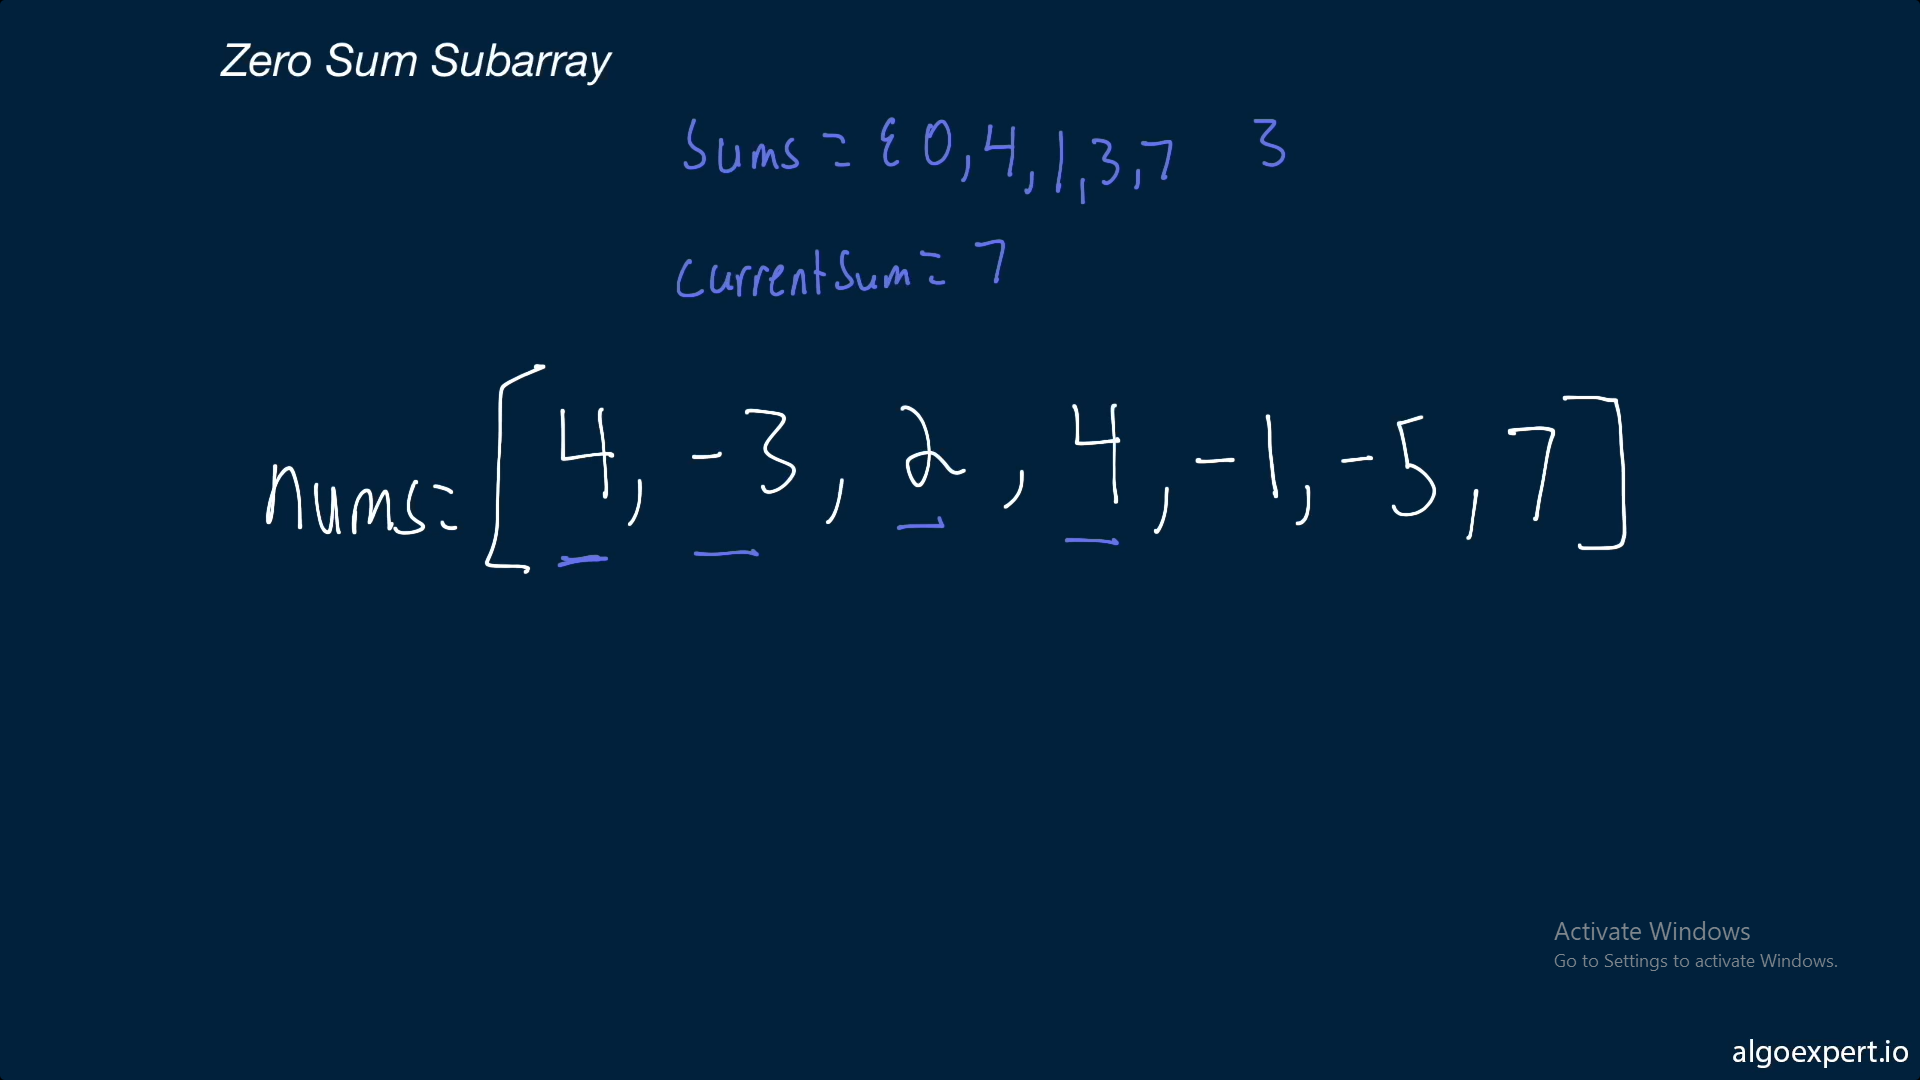 Zero Sum Subarray
Sums = {0,4,1,3,7 }
currentSum = 7
nums = [4, -3, 2, 4, -1, -5, 7]
Activate Windows
Go to Settings to activate Windows.
algoexpert.io